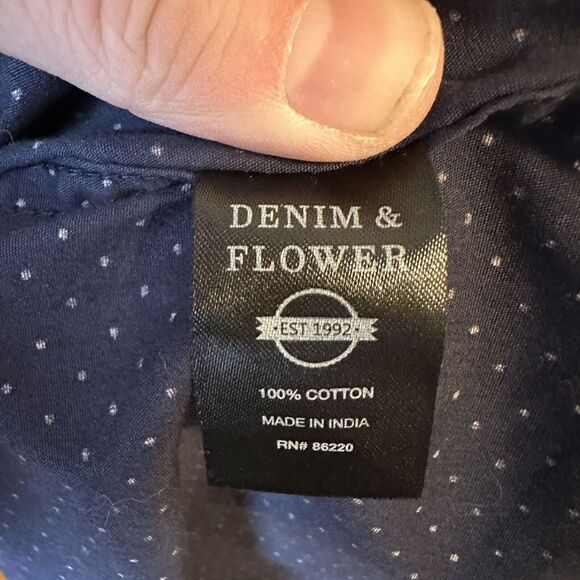 DENIM &
FLOWER
•EST 1992•
100% COTTON
MADE IN INDIA
RN# 86220